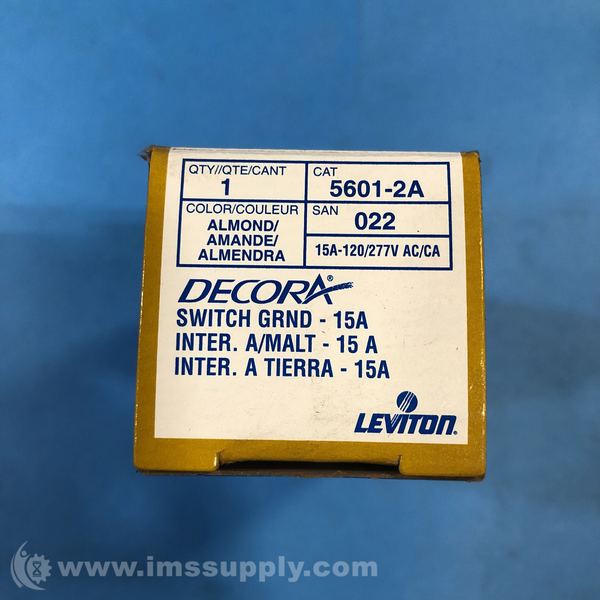 QTY//QTE/CANT
1
CAT
5601-2A
COLOR/COULEUR
ALMOND/
AMANDE/
ALMENDRA
SAN
022
15A-120/277V AC/CA
DECORA®
SWITCH GRND - 15A
INTER. A/MALT - 15 A
INTER. A TIERRA - 15A
LEVITON®
www.imssupply.com